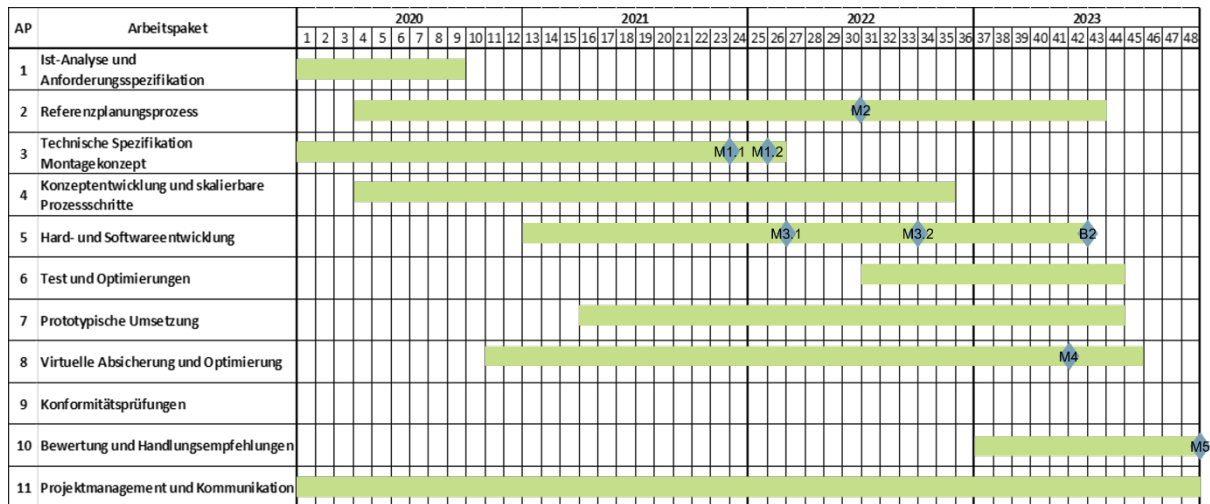 AP Arbeitspaket 2020 2021 2022 2023
1 2 3 4 5 6 7 8 9 10 11 12 13 14 15 16 17 18 19 20 21 22 23 24 25 26 27 28 29 30 31 32 33 34 35 36 37 38 39 40 41 42 43 44 45 46 47 48
1 Ist-Analyse und
Anforderungsspezifikation
2 Referenzplanungsprozess M2
3 Technische Spezifikation
Montagekonzept M1.1 M1.2
4 Konzeptentwicklung und skalierbare
Prozessschritte
5 Hard- und Softwareentwicklung M3.1 M3.2 B2
6 Test und Optimierungen
7 Prototypische Umsetzung
8 Virtuelle Absicherung und Optimierung M4
9 Konformitätsprüfungen
10 Bewertung und Handlungsempfehlungen M5
11 Projektmanagement und Kommunikation